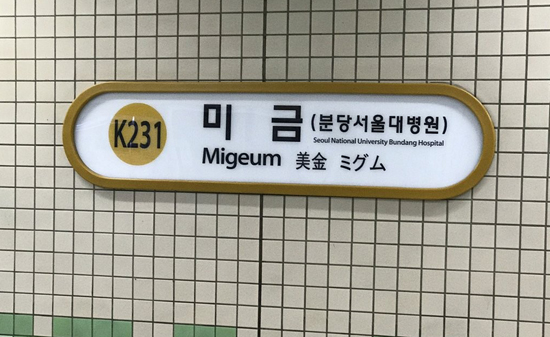 K231
미 금 (분당서울대병원)
Seoul National University Bundang Hospital
Migeum 美金 ミグム